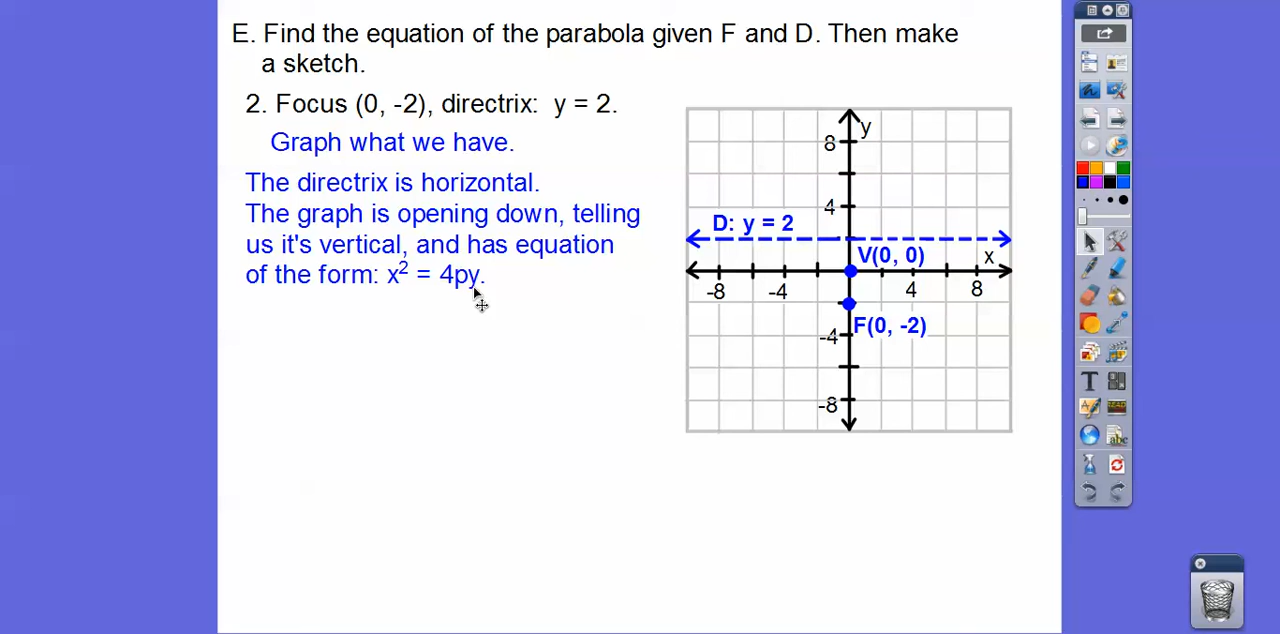 E. Find the equation of the parabola given F and D. Then make
a sketch.
2. Focus (0, -2), directrix: y = 2.
Graph what we have.
The directrix is horizontal.
The graph is opening down, telling
us it's vertical, and has equation
of the form: x² = 4py.
y
8
4
D: y = 2
V(0, 0)
x
-8
-4
4
8
F(0, -2)
-4
-8